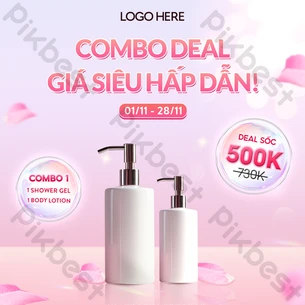 LOGO HERE
COMBO DEAL
GIÁ SIÊU HẤP DẪN!
01/11 - 28/11
DEAL SỐC
500K
730K
COMBO 1
1 SHOWER GEL
1 BODY LOTION
Pikbest